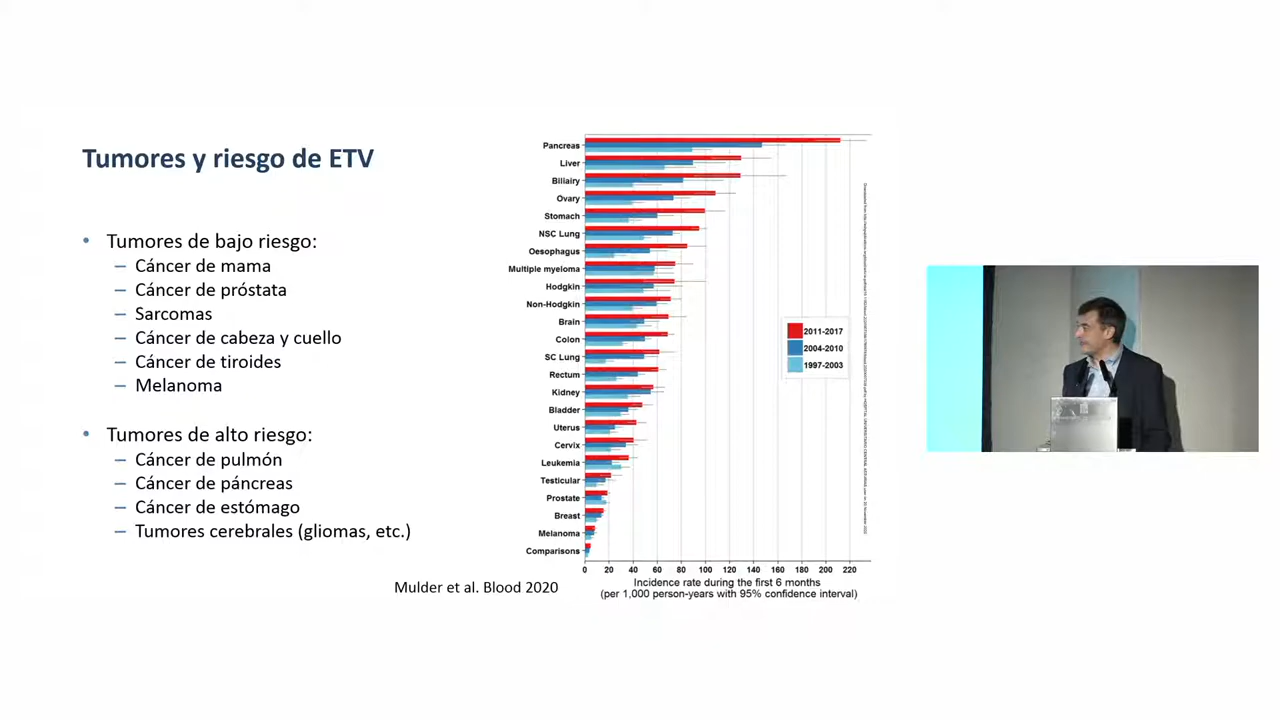 Tumores y riesgo de ETV
• Tumores de bajo riesgo:
– Cáncer de mama
– Cáncer de próstata
– Sarcomas
– Cáncer de cabeza y cuello
– Cáncer de tiroides
– Melanoma
• Tumores de alto riesgo:
– Cáncer de pulmón
– Cáncer de páncreas
– Cáncer de estómago
– Tumores cerebrales (gliomas, etc.)
Mulder et al. Blood 2020
Pancreas
Liver
Biliairy
Ovary
Stomach
NSC Lung
Oesophagus
Multiple myeloma
Hodgkin
Non-Hodgkin
Brain
Colon
SC Lung
Rectum
Kidney
Bladder
Uterus
Cervix
Leukemia
Testicular
Prostate
Breast
Melanoma
Comparisons
0 20 40 60 80 100 120 140 160 180 200 220
Incidence rate during the first 6 months
(per 1,000 person-years with 95% confidence interval)
2011-2017
2004-2010
1997-2003